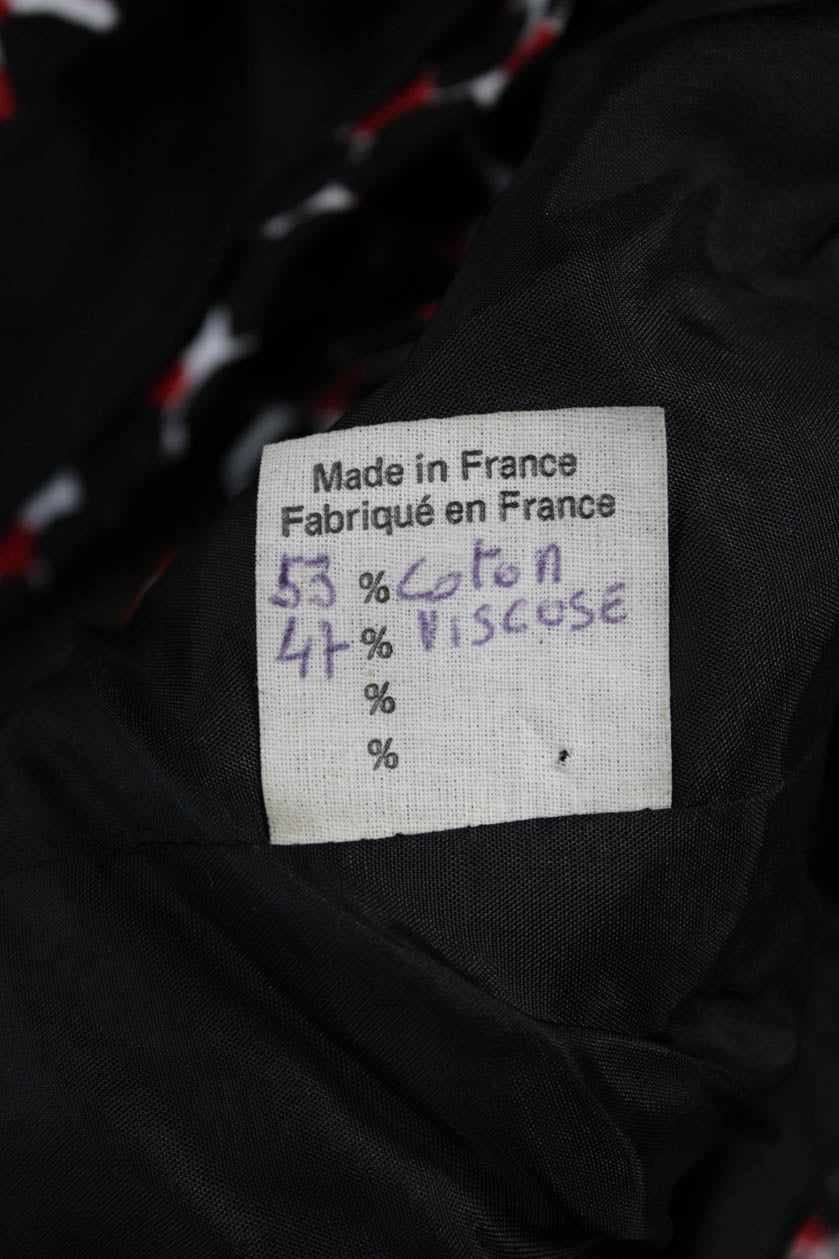 Made in France
Fabriqué en France
53 % Coton
47 % VISCOSE
%
%